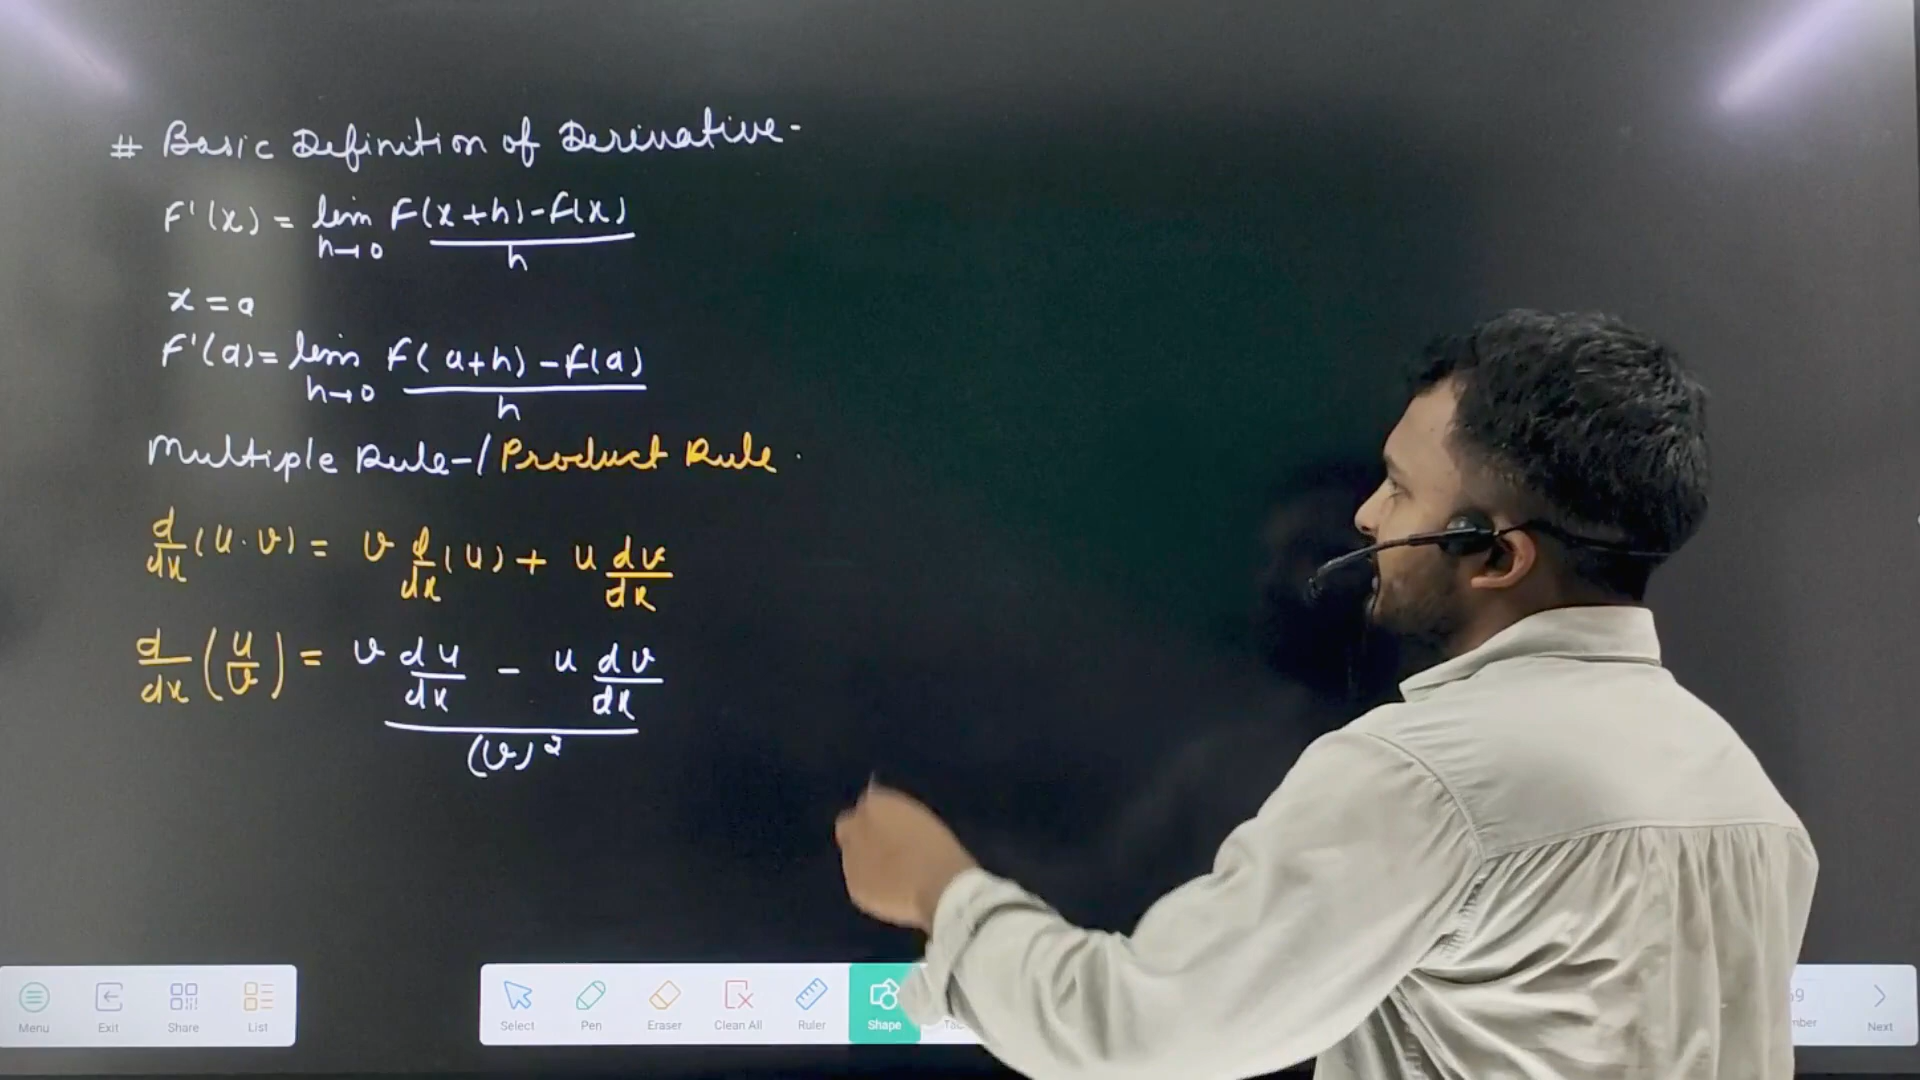 # Basic Definition of Derivative-
F'(x) = lim h→0 F(x+h)-f(x) / h
x = a
F'(a) = lim h→0 F(a+h) - f(a) / h
Multiple Rule-/Product Rule.
d/dx (u·v) = v d/dx (u) + u dv/dx
d/dx (u/v) = v du/dx - u dv/dx / (v)²
Menu Exit Share List Select Pen Eraser Clean All Ruler Shape Next